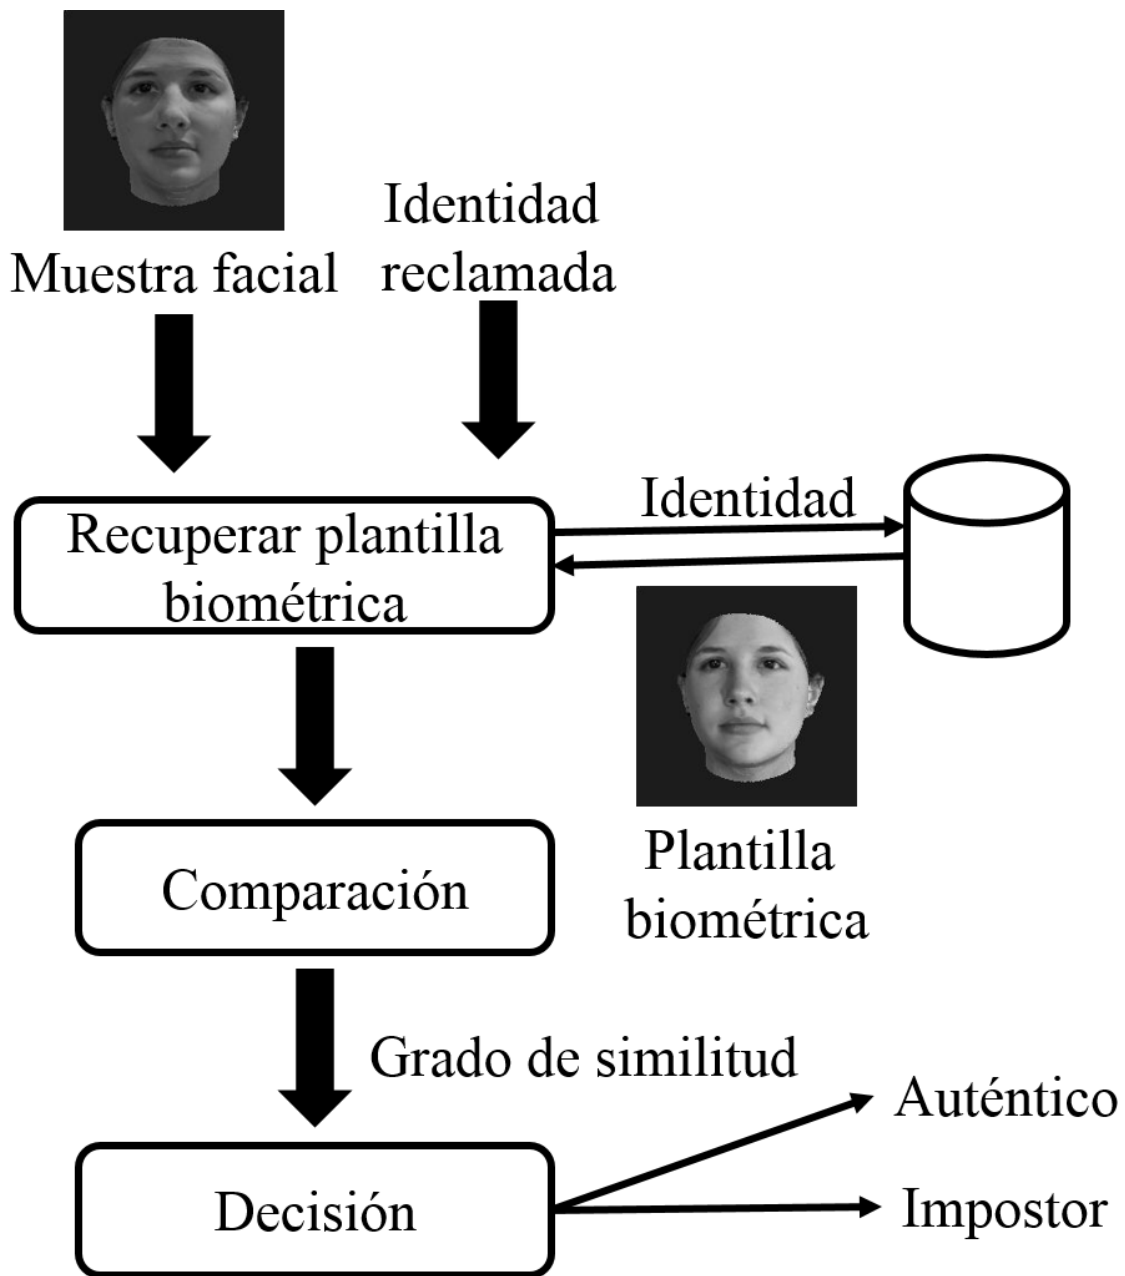 Muestra facial
Identidad
reclamada
Recuperar plantilla
biométrica
Identidad
Plantilla
biométrica
Comparación
Grado de similitud
Decisión
Auténtico
Impostor